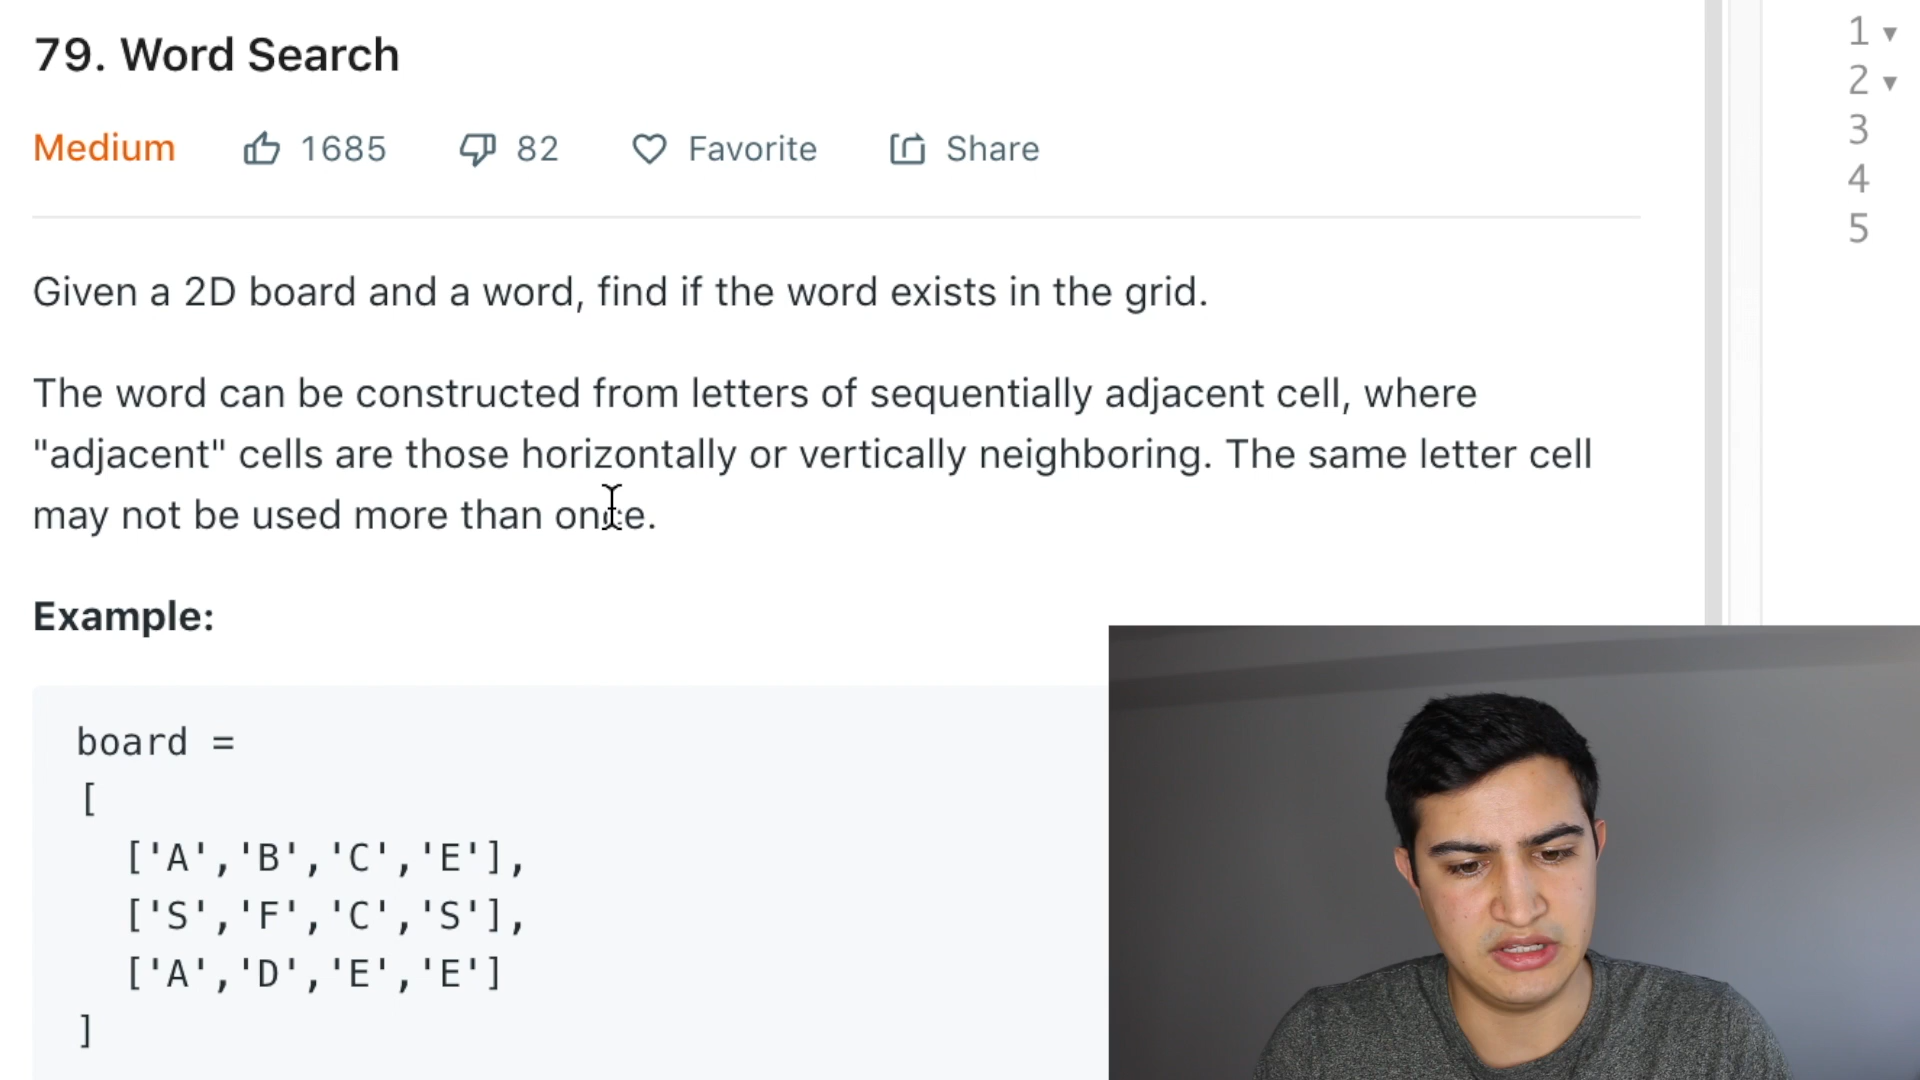 79. Word Search
Medium 1685 82 Favorite Share
Given a 2D board and a word, find if the word exists in the grid.
The word can be constructed from letters of sequentially adjacent cell, where
"adjacent" cells are those horizontally or vertically neighboring. The same letter cell
may not be used more than once.
Example:
board =
[
['A','B','C','E'],
['S','F','C','S'],
['A','D','E','E']
]
1
2
3
4
5